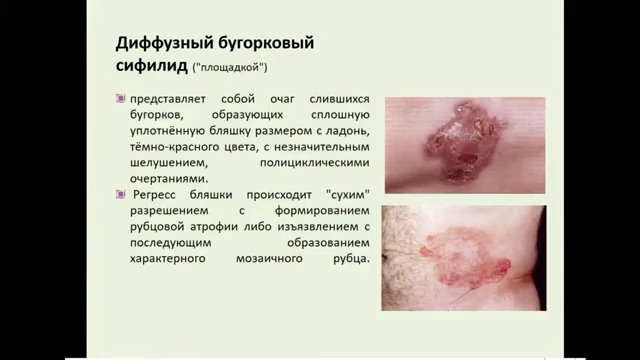 Диффузный бугорковый
сифилид ("площадкой")
представляет собой очаг слившихся
бугорков, образующих сплошную
уплотнённую бляшку размером с ладонь,
тёмно-красного цвета, с незначительным
шелушением, полициклическими
очертаниями.
Регресс бляшки происходит "сухим"
разрешением с формированием
рубцовой атрофии либо изъязвлением с
последующим образованием
характерного мозаичного рубца.